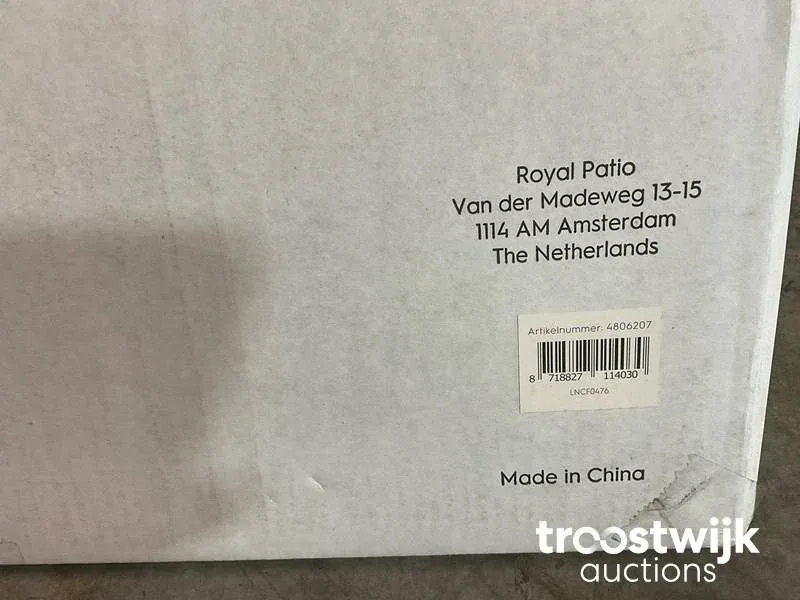 Royal Patio
Van der Madeweg 13-15
1114 AM Amsterdam
The Netherlands
Artikelnummer: 4806207
8 718827 114030
LNCF0476
Made in China
troostwijk
auctions